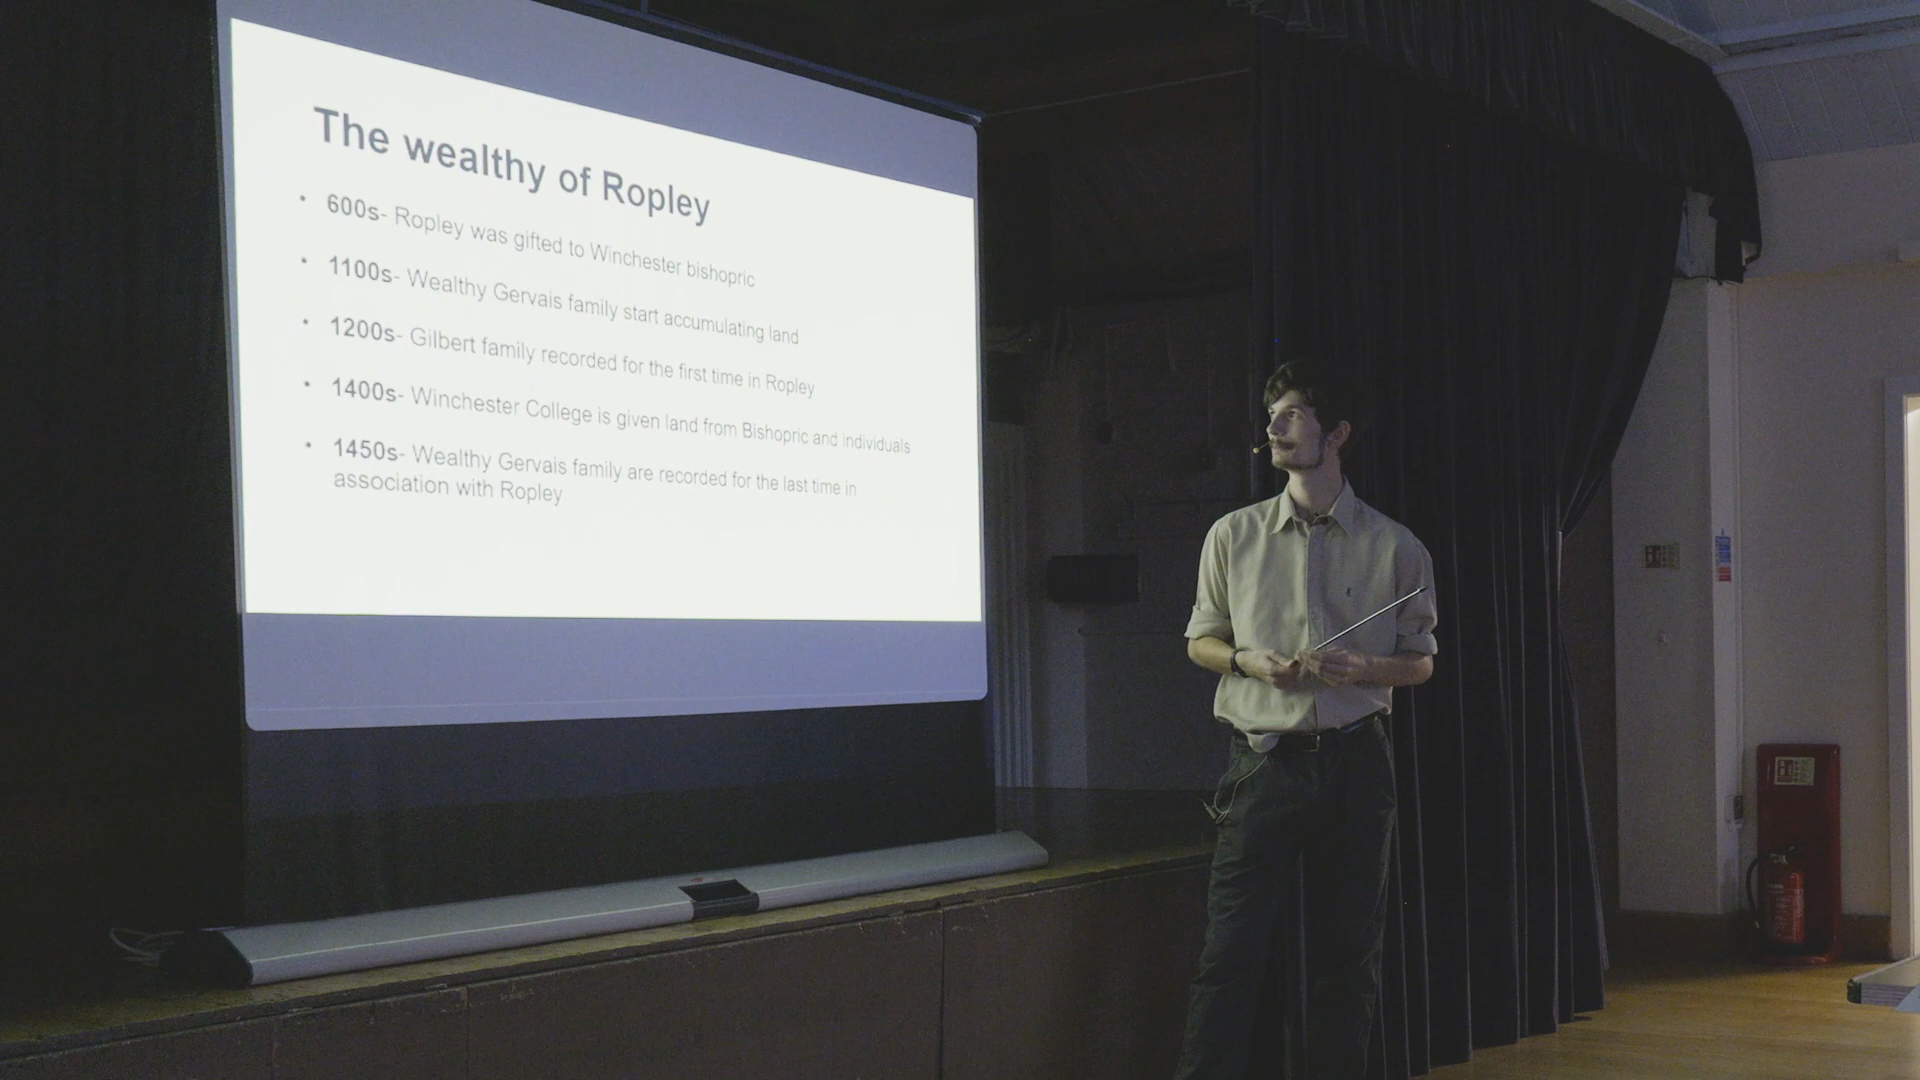 The wealthy of Ropley
• 600s- Ropley was gifted to Winchester bishopric
• 1100s- Wealthy Gervais family start accumulating land
• 1200s- Gilbert family recorded for the first time in Ropley
• 1400s- Winchester College is given land from Bishopric and individuals
• 1450s- Wealthy Gervais family are recorded for the last time in
association with Ropley